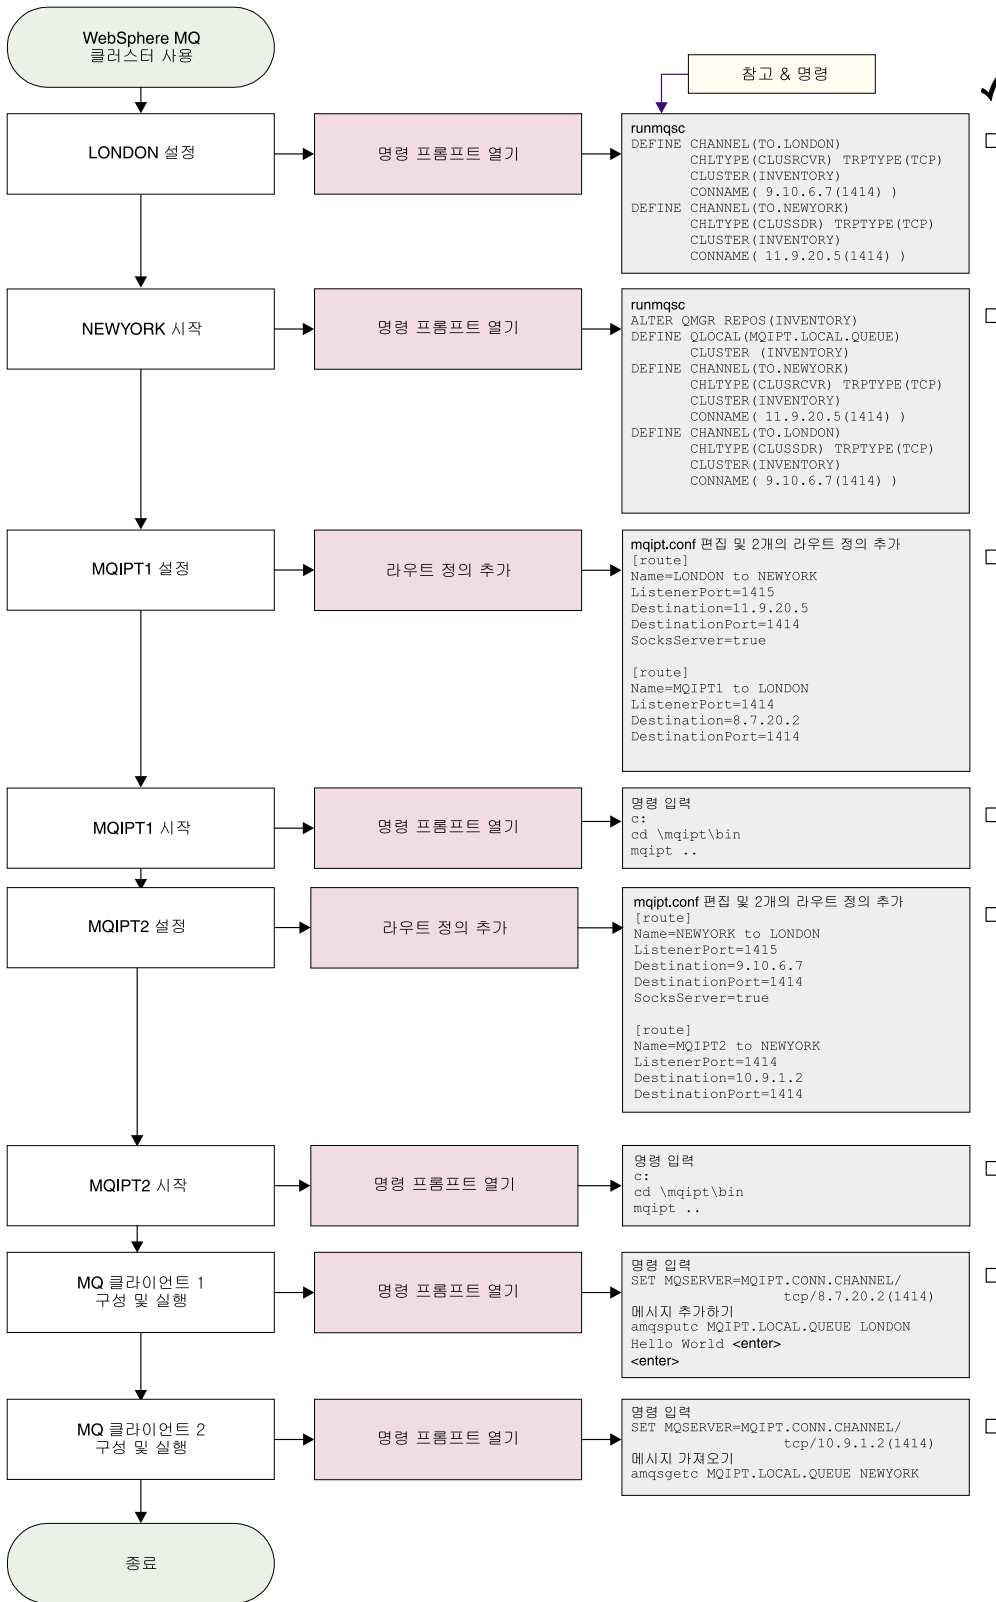 WebSphere MQ
클러스터 사용
참고 & 명령
LONDON 설정
명령 프롬프트 열기
runmqsc
DEFINE CHANNEL(TO.LONDON)
CHLTYPE(CLUSRCVR) TRPTYPE(TCP)
CLUSTER(INVENTORY)
CONNAME( 9.10.6.7(1414) )
DEFINE CHANNEL(TO.NEWYORK)
CHLTYPE(CLUSSDR) TRPTYPE(TCP)
CLUSTER(INVENTORY)
CONNAME( 11.9.20.5(1414) )
NEWYORK 시작
명령 프롬프트 열기
runmqsc
ALTER QMGR REPOS(INVENTORY)
DEFINE QLOCAL(MQIPT.LOCAL.QUEUE)
CLUSTER (INVENTORY)
DEFINE CHANNEL(TO.NEWYORK)
CHLTYPE(CLUSRCVR) TRPTYPE(TCP)
CLUSTER(INVENTORY)
CONNAME( 11.9.20.5(1414) )
DEFINE CHANNEL(TO.LONDON)
CHLTYPE(CLUSSDR) TRPTYPE(TCP)
CLUSTER(INVENTORY)
CONNAME( 9.10.6.7(1414) )
MQIPT1 설정
라우트 정의 추가
mqipt.conf 편집 및 2개의 라우트 정의 추가
[route]
Name=LONDON to NEWYORK
ListenerPort=1415
Destination=11.9.20.5
DestinationPort=1414
SocksServer=true
[route]
Name=MQIPT1 to LONDON
ListenerPort=1414
Destination=8.7.20.2
DestinationPort=1414
MQIPT1 시작
명령 프롬프트 열기
명령 입력
c:
cd \mqipt\bin
mqipt ..
MQIPT2 설정
라우트 정의 추가
mqipt.conf 편집 및 2개의 라우트 정의 추가
[route]
Name=NEWYORK to LONDON
ListenerPort=1415
Destination=9.10.6.7
DestinationPort=1414
SocksServer=true
[route]
Name=MQIPT2 to NEWYORK
ListenerPort=1414
Destination=10.9.1.2
DestinationPort=1414
MQIPT2 시작
명령 프롬프트 열기
명령 입력
c:
cd \mqipt\bin
mqipt ..
MQ 클라이언트 1
구성 및 실행
명령 프롬프트 열기
명령 입력
SET MQSERVER=MQIPT.CONN.CHANNEL/
tcp/8.7.20.2(1414)
메시지 추가하기
amqsputc MQIPT.LOCAL.QUEUE LONDON
Hello World <enter>
<enter>
MQ 클라이언트 2
구성 및 실행
명령 프롬프트 열기
명령 입력
SET MQSERVER=MQIPT.CONN.CHANNEL/
tcp/10.9.1.2(1414)
메시지 가져오기
amqsgetc MQIPT.LOCAL.QUEUE NEWYORK
종료